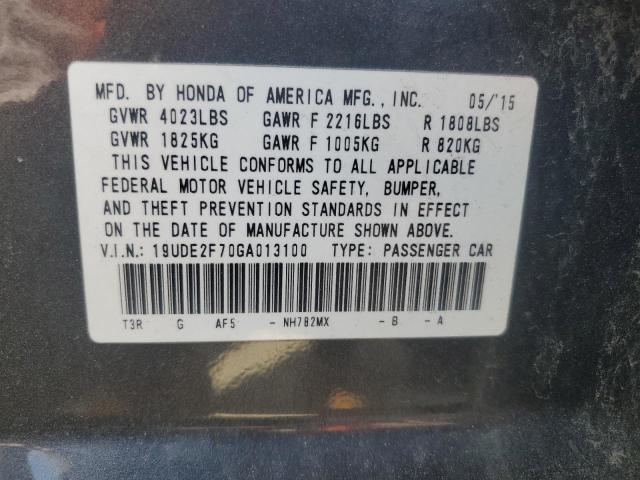 MFD. BY HONDA OF AMERICA MFG., INC. 05/'15
GVWR 4023LBS GAWR F 2216LBS R 1808LBS
GVWR 1825KG GAWR F 1005KG R 820KG
THIS VEHICLE CONFORMS TO ALL APPLICABLE
FEDERAL MOTOR VEHICLE SAFETY, BUMPER,
AND THEFT PREVENTION STANDARDS IN EFFECT
ON THE DATE OF MANUFACTURE SHOWN ABOVE.
V.I.N.: 19UDE2F70GA013100 TYPE: PASSENGER CAR
T3R G AF5 - NH782MX - B - A